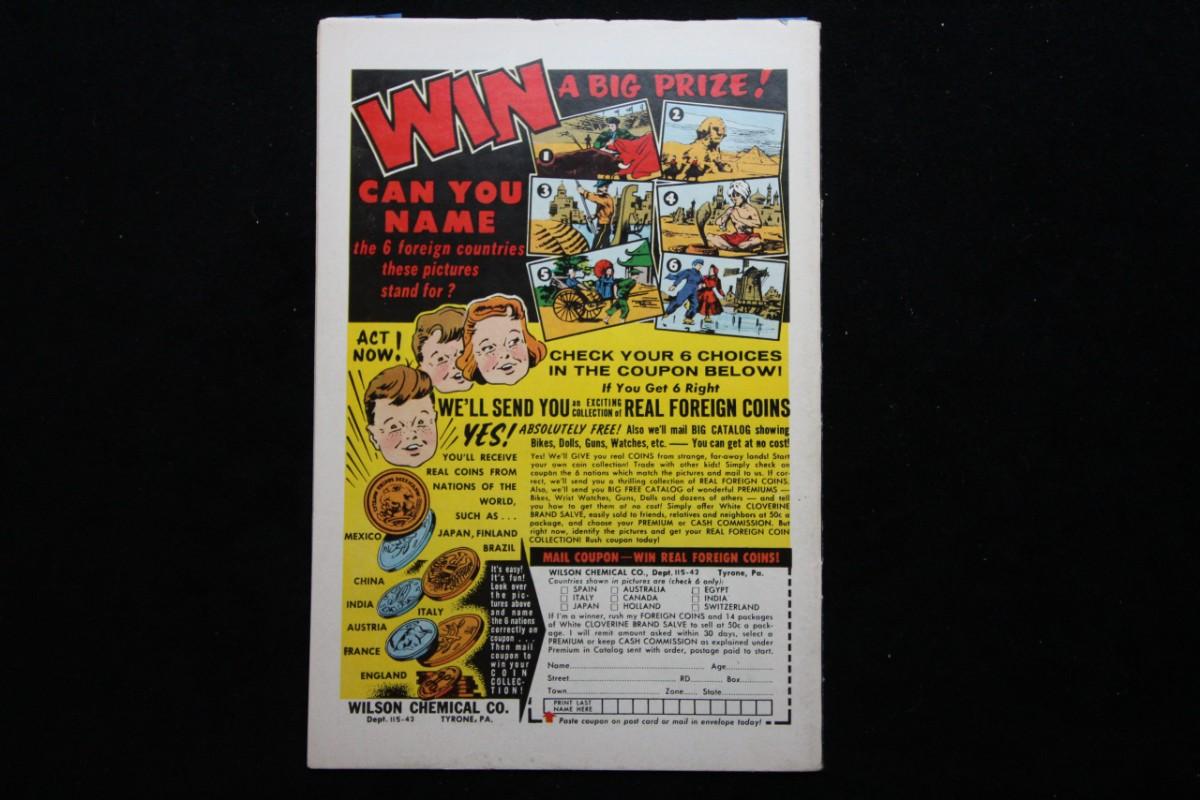 WIN A BIG PRIZE!
CAN YOU
NAME
the 6 foreign countries
these pictures
stand for?
1
2
3
4
5
6
ACT
NOW!
CHECK YOUR 6 CHOICES
IN THE COUPON BELOW!
If You Get 6 Right
WE'LL SEND YOU an EXCITING COLLECTION of REAL FOREIGN COINS
YES! ABSOLUTELY FREE! Also we'll mail BIG CATALOG showing
Bikes, Dolls, Guns, Watches, etc. — You can get at no cost!
YOU'LL RECEIVE
REAL COINS FROM
NATIONS OF THE
WORLD,
SUCH AS...
MEXICO
JAPAN, FINLAND
BRAZIL
CHINA
INDIA
ITALY
AUSTRIA
FRANCE
ENGLAND
Yes! We'll GIVE you real COINS from strange, far-away lands! Start
your own coin collection! Trade with other kids! Simply check on
coupon the 6 nations which match the pictures and mail to us. If cor-
rect, we'll send you a thrilling collection of REAL FOREIGN COINS.
Also, we'll send you BIG FREE CATALOG of wonderful PREMIUMS —
Bikes, Wrist Watches, Guns, Dolls and dozens of others — and tell
you how to get them at no cost! Simply offer White CLOVERINE
BRAND SALVE, easily sold to friends, relatives and neighbors at 50c a
package, and choose your PREMIUM or CASH COMMISSION. But
right now, identify the pictures and get your REAL FOREIGN COIN
COLLECTION! Rush coupon today!
It's easy!
It's fun!
Look over
the pic-
tures above
and name
the 6 nations
correctly on
coupon...
Then mail
coupon to
win your
COIN
COLLEC-
TION!
MAIL COUPON—WIN REAL FOREIGN COINS!
WILSON CHEMICAL CO., Dept. 115-42 Tyrone, Pa.
Countries shown in pictures are (check 6 only):
SPAIN AUSTRALIA EGYPT
ITALY CANADA INDIA
JAPAN HOLLAND SWITZERLAND
If I'm a winner, rush my FOREIGN COINS and 14 packages
of White CLOVERINE BRAND SALVE to sell at 50c a pack-
age. I will remit amount asked within 30 days, select a
PREMIUM or keep CASH COMMISSION as explained under
Premium in Catalog sent with order, postage paid to start.
Name Age
Street RD Box
Town Zone State
PRINT LAST
NAME HERE
Paste coupon on post card or mail in envelope today!
WILSON CHEMICAL CO.
Dept. 115-42 TYRONE, PA.